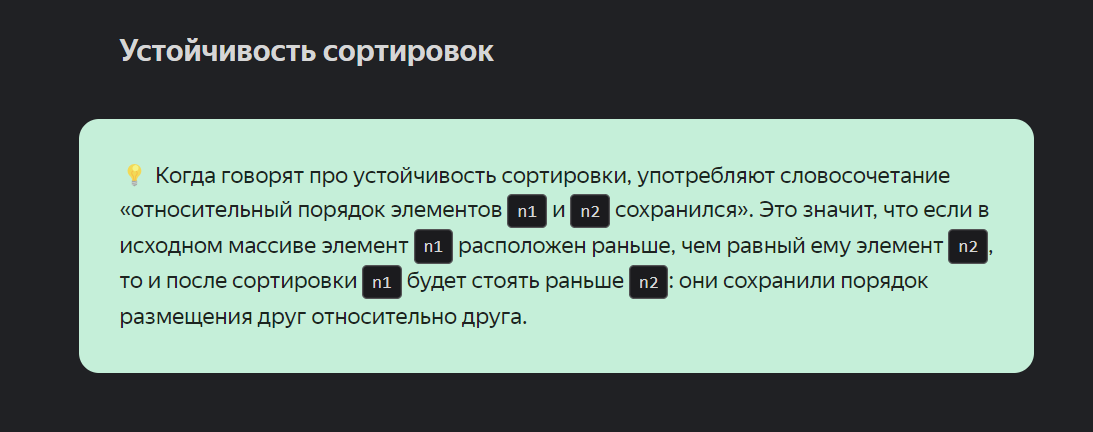 Устойчивость сортировок
💡 Когда говорят про устойчивость сортировки, употребляют словосочетание
«относительный порядок элементов n1 и n2 сохранился». Это значит, что если в
исходном массиве элемент n1 расположен раньше, чем равный ему элемент n2,
то и после сортировки n1 будет стоять раньше n2: они сохранили порядок
размещения друг относительно друга.